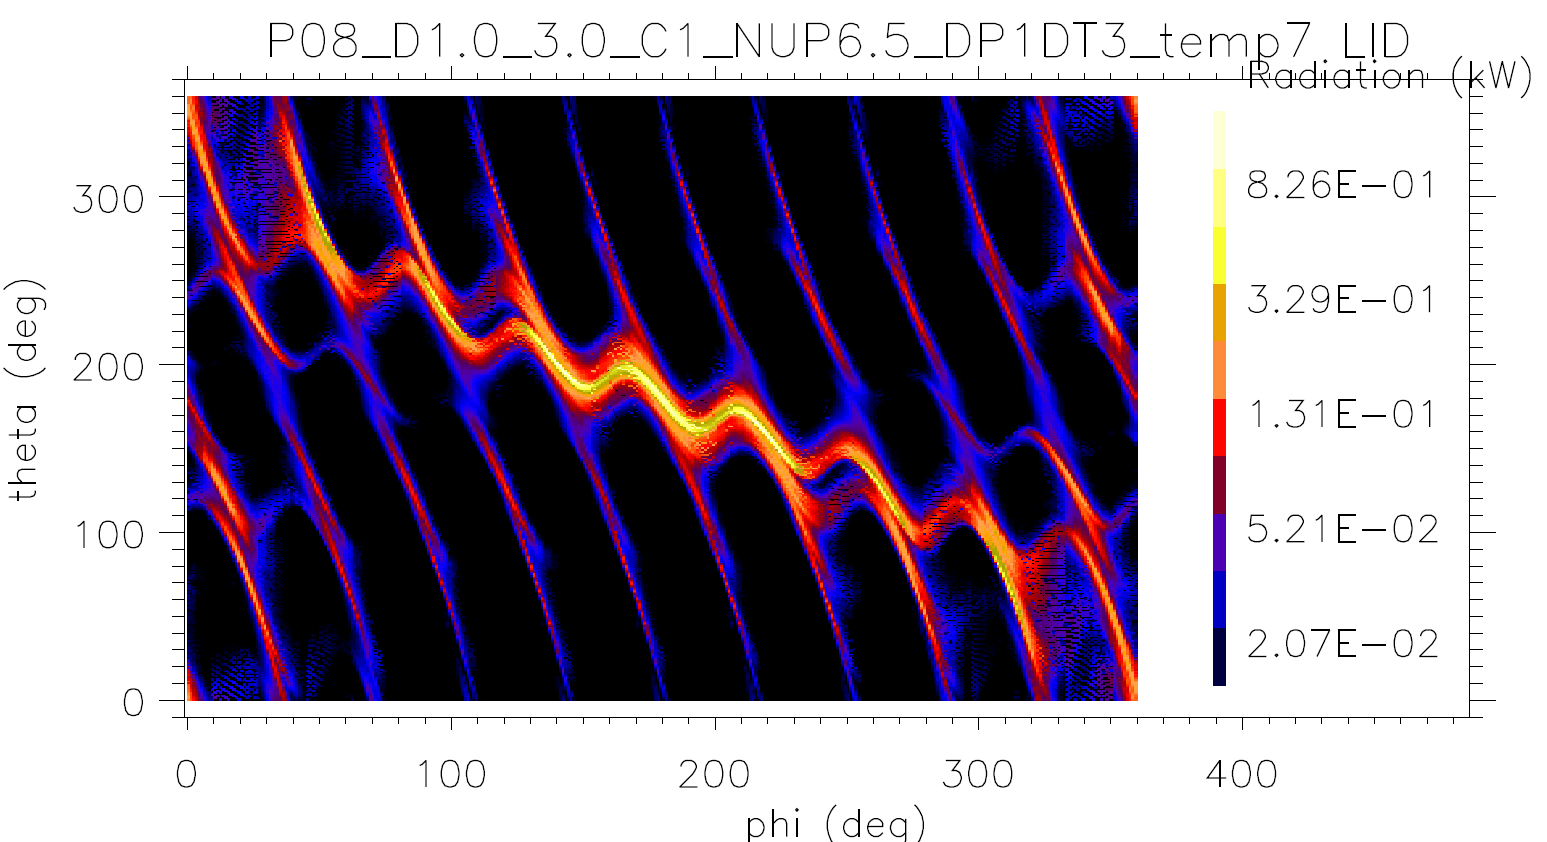 P08_D1.0_3.0_C1_NUP6.5_DP1DT3_temp7 LID
Radiation (kW)
8.26E-01
3.29E-01
1.31E-01
5.21E-02
2.07E-02
theta (deg)
300
200
100
0
0 100 200 300 400
phi (deg)